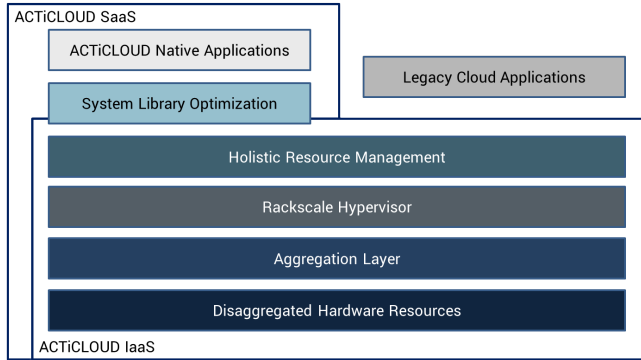 ACTiCLOUD SaaS
ACTiCLOUD Native Applications
Legacy Cloud Applications
System Library Optimization
Holistic Resource Management
Rackscale Hypervisor
Aggregation Layer
Disaggregated Hardware Resources
ACTiCLOUD IaaS